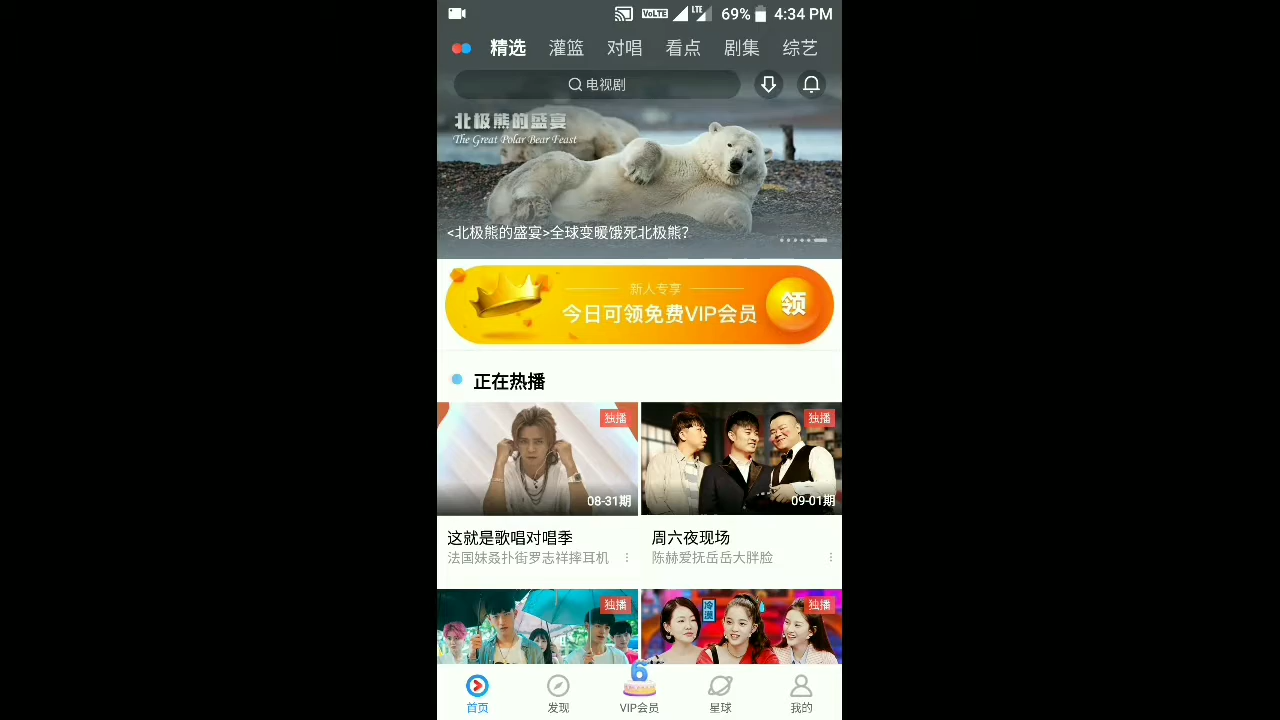 VoLTE LTE 69% 4:34 PM
精选 灌篮 对唱 看点 剧集 综艺
电视剧
北极熊的盛宴
The Great Polar Bear Feast
<北极熊的盛宴>全球变暖饿死北极熊?
新人专享
今日可领免费VIP会员
领
正在热播
独播
独播
08-31期
09-01期
这就是歌唱对唱季
周六夜现场
法国妹叒扑街罗志祥摔耳机
陈赫爱抚岳岳大胖脸
独播
冷漠
独播
6
首页 发现 VIP会员 星球 我的